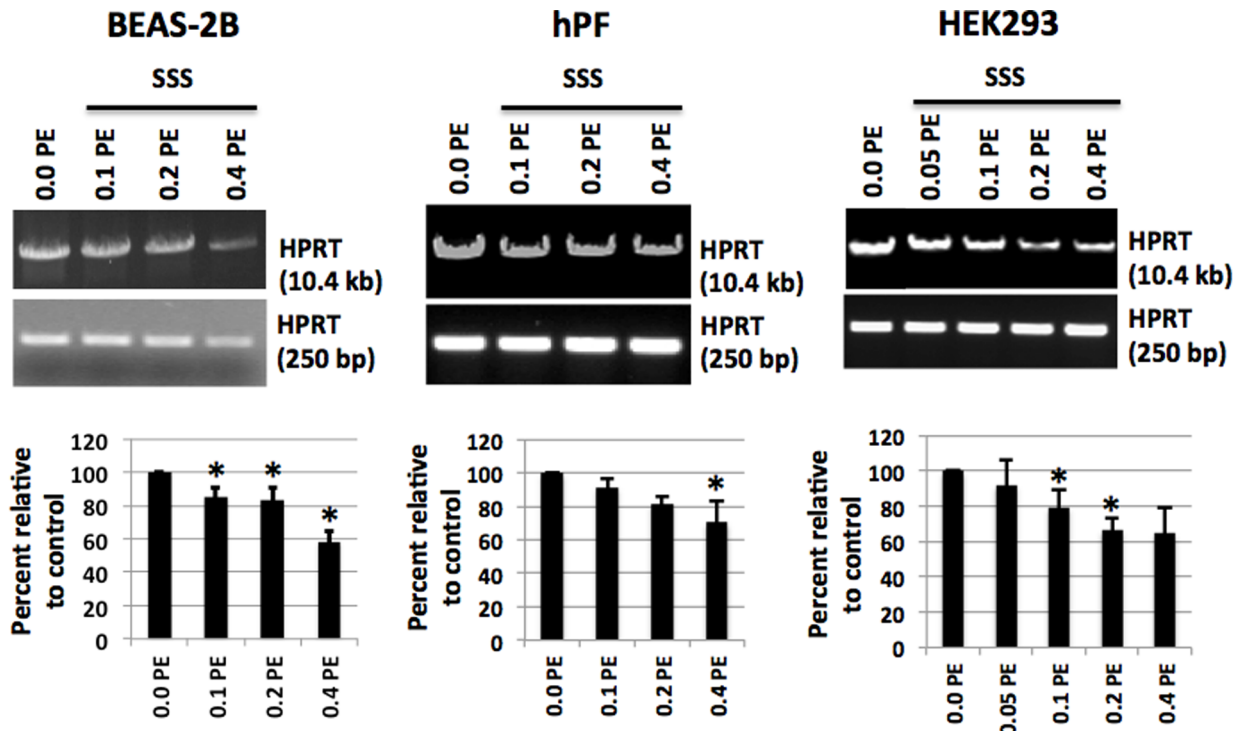 BEAS-2B
SSS
0.0 PE
0.1 PE
0.2 PE
0.4 PE
HPRT
(10.4 kb)
HPRT
(250 bp)
Percent relative
to control
120
100
80
60
40
20
0
*
*
*
0.0 PE
0.1 PE
0.2 PE
0.4 PE
hPF
SSS
0.0 PE
0.1 PE
0.2 PE
0.4 PE
HPRT
(10.4 kb)
HPRT
(250 bp)
Percent relative
to control
120
100
80
60
40
20
0
*
0.0 PE
0.1 PE
0.2 PE
0.4 PE
HEK293
SSS
0.0 PE
0.05 PE
0.1 PE
0.2 PE
0.4 PE
HPRT
(10.4 kb)
HPRT
(250 bp)
Percent relative
to control
120
100
80
60
40
20
0
*
*
0.0 PE
0.05 PE
0.1 PE
0.2 PE
0.4 PE